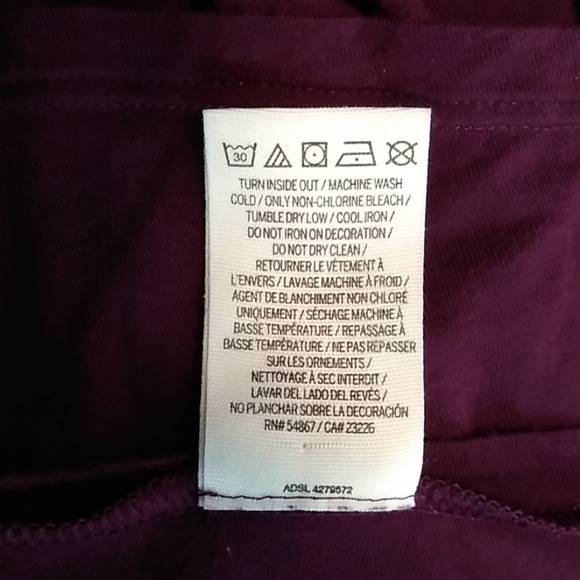 30
TURN INSIDE OUT / MACHINE WASH
COLD / ONLY NON-CHLORINE BLEACH /
TUMBLE DRY LOW / COOL IRON /
DO NOT IRON ON DECORATION /
DO NOT DRY CLEAN /
RETOURNER LE VÊTEMENT À
L'ENVERS / LAVAGE MACHINE À FROID /
AGENT DE BLANCHIMENT NON CHLORÉ
UNIQUEMENT / SÉCHAGE MACHINE À
BASSE TEMPÉRATURE / REPASSAGE À
BASSE TEMPÉRATURE / NE PAS REPASSER
SUR LES ORNEMENTS /
NETTOYAGE À SEC INTERDIT /
LAVAR DEL LADO DEL REVÉS /
NO PLANCHAR SOBRE LA DECORACIÓN
RN# 54867 / CA# 23226
ADSL 4279572